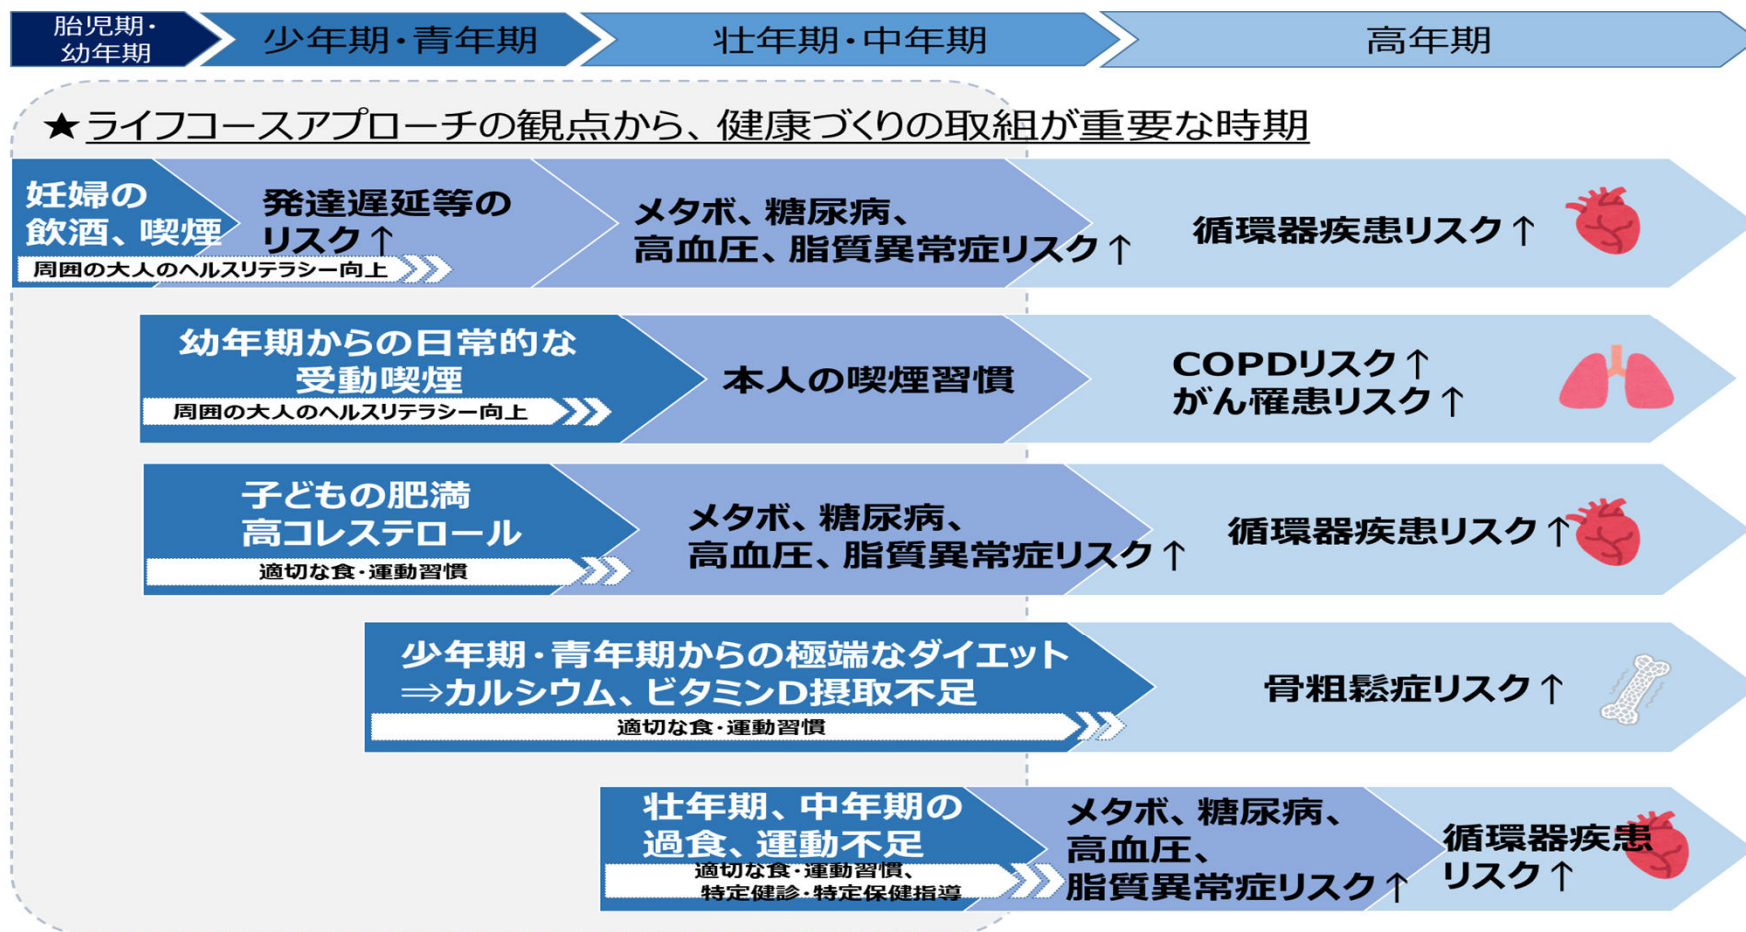 胎児期・
幼年期
少年期・青年期
壮年期・中年期
高年期
★ライフコースアプローチの観点から、健康づくりの取組が重要な時期
妊婦の
飲酒、喫煙
周囲の大人のヘルスリテラシー向上
発達遅延等の
リスク↑
メタボ、糖尿病、
高血圧、脂質異常症リスク↑
循環器疾患リスク↑
幼年期からの日常的な
受動喫煙
周囲の大人のヘルスリテラシー向上
本人の喫煙習慣
COPDリスク↑
がん罹患リスク↑
子どもの肥満
高コレステロール
適切な食・運動習慣
メタボ、糖尿病、
高血圧、脂質異常症リスク↑
循環器疾患リスク↑
少年期・青年期からの極端なダイエット
⇒カルシウム、ビタミンD摂取不足
適切な食・運動習慣
骨粗鬆症リスク↑
壮年期、中年期の
過食、運動不足
適切な食・運動習慣、
特定健診・特定保健指導
メタボ、糖尿病、
高血圧、
脂質異常症リスク↑
循環器疾患
リスク↑